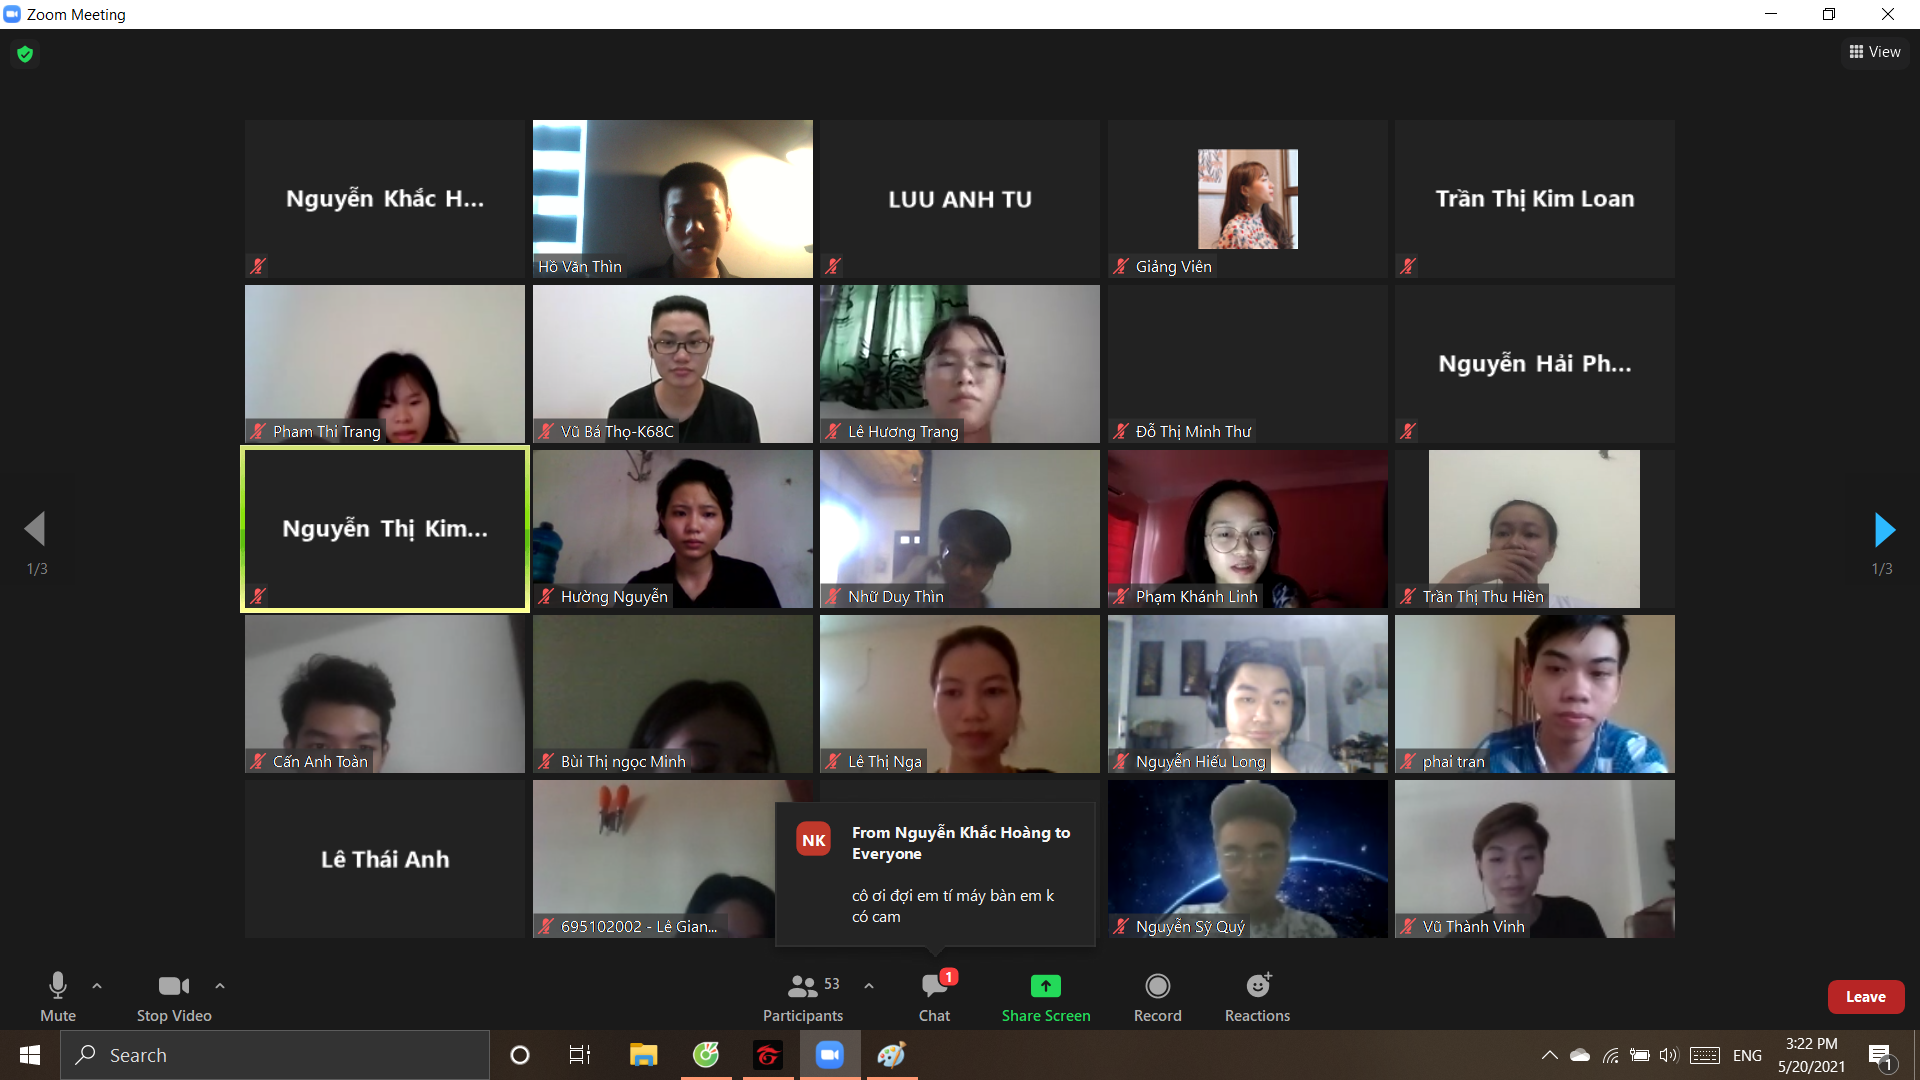 Zoom Meeting
View
Nguyễn Khắc H...
Hồ Văn Thìn
LUU ANH TU
Giảng Viên
Trần Thị Kim Loan
Pham Thi Trang
Vũ Bá Thọ-K68C
Lê Hương Trang
Đỗ Thị Minh Thư
Nguyễn Hải Ph...
Nguyễn Thị Kim...
Hường Nguyễn
Nhữ Duy Thìn
Phạm Khánh Linh
Trần Thị Thu Hiền
1/3
1/3
Cấn Anh Toàn
Bùi Thị ngọc Minh
Lê Thị Nga
Nguyễn Hiếu Long
phai tran
Lê Thái Anh
695102002 - Lê Gian...
NK
From Nguyễn Khắc Hoàng to
Everyone
cô ơi đợi em tí máy bàn em k
có cam
Nguyễn Sỹ Quý
Vũ Thành Vinh
Mute
Stop Video
53
Participants
1
Chat
Share Screen
Record
Reactions
Leave
Search
ENG
3:22 PM
5/20/2021
1